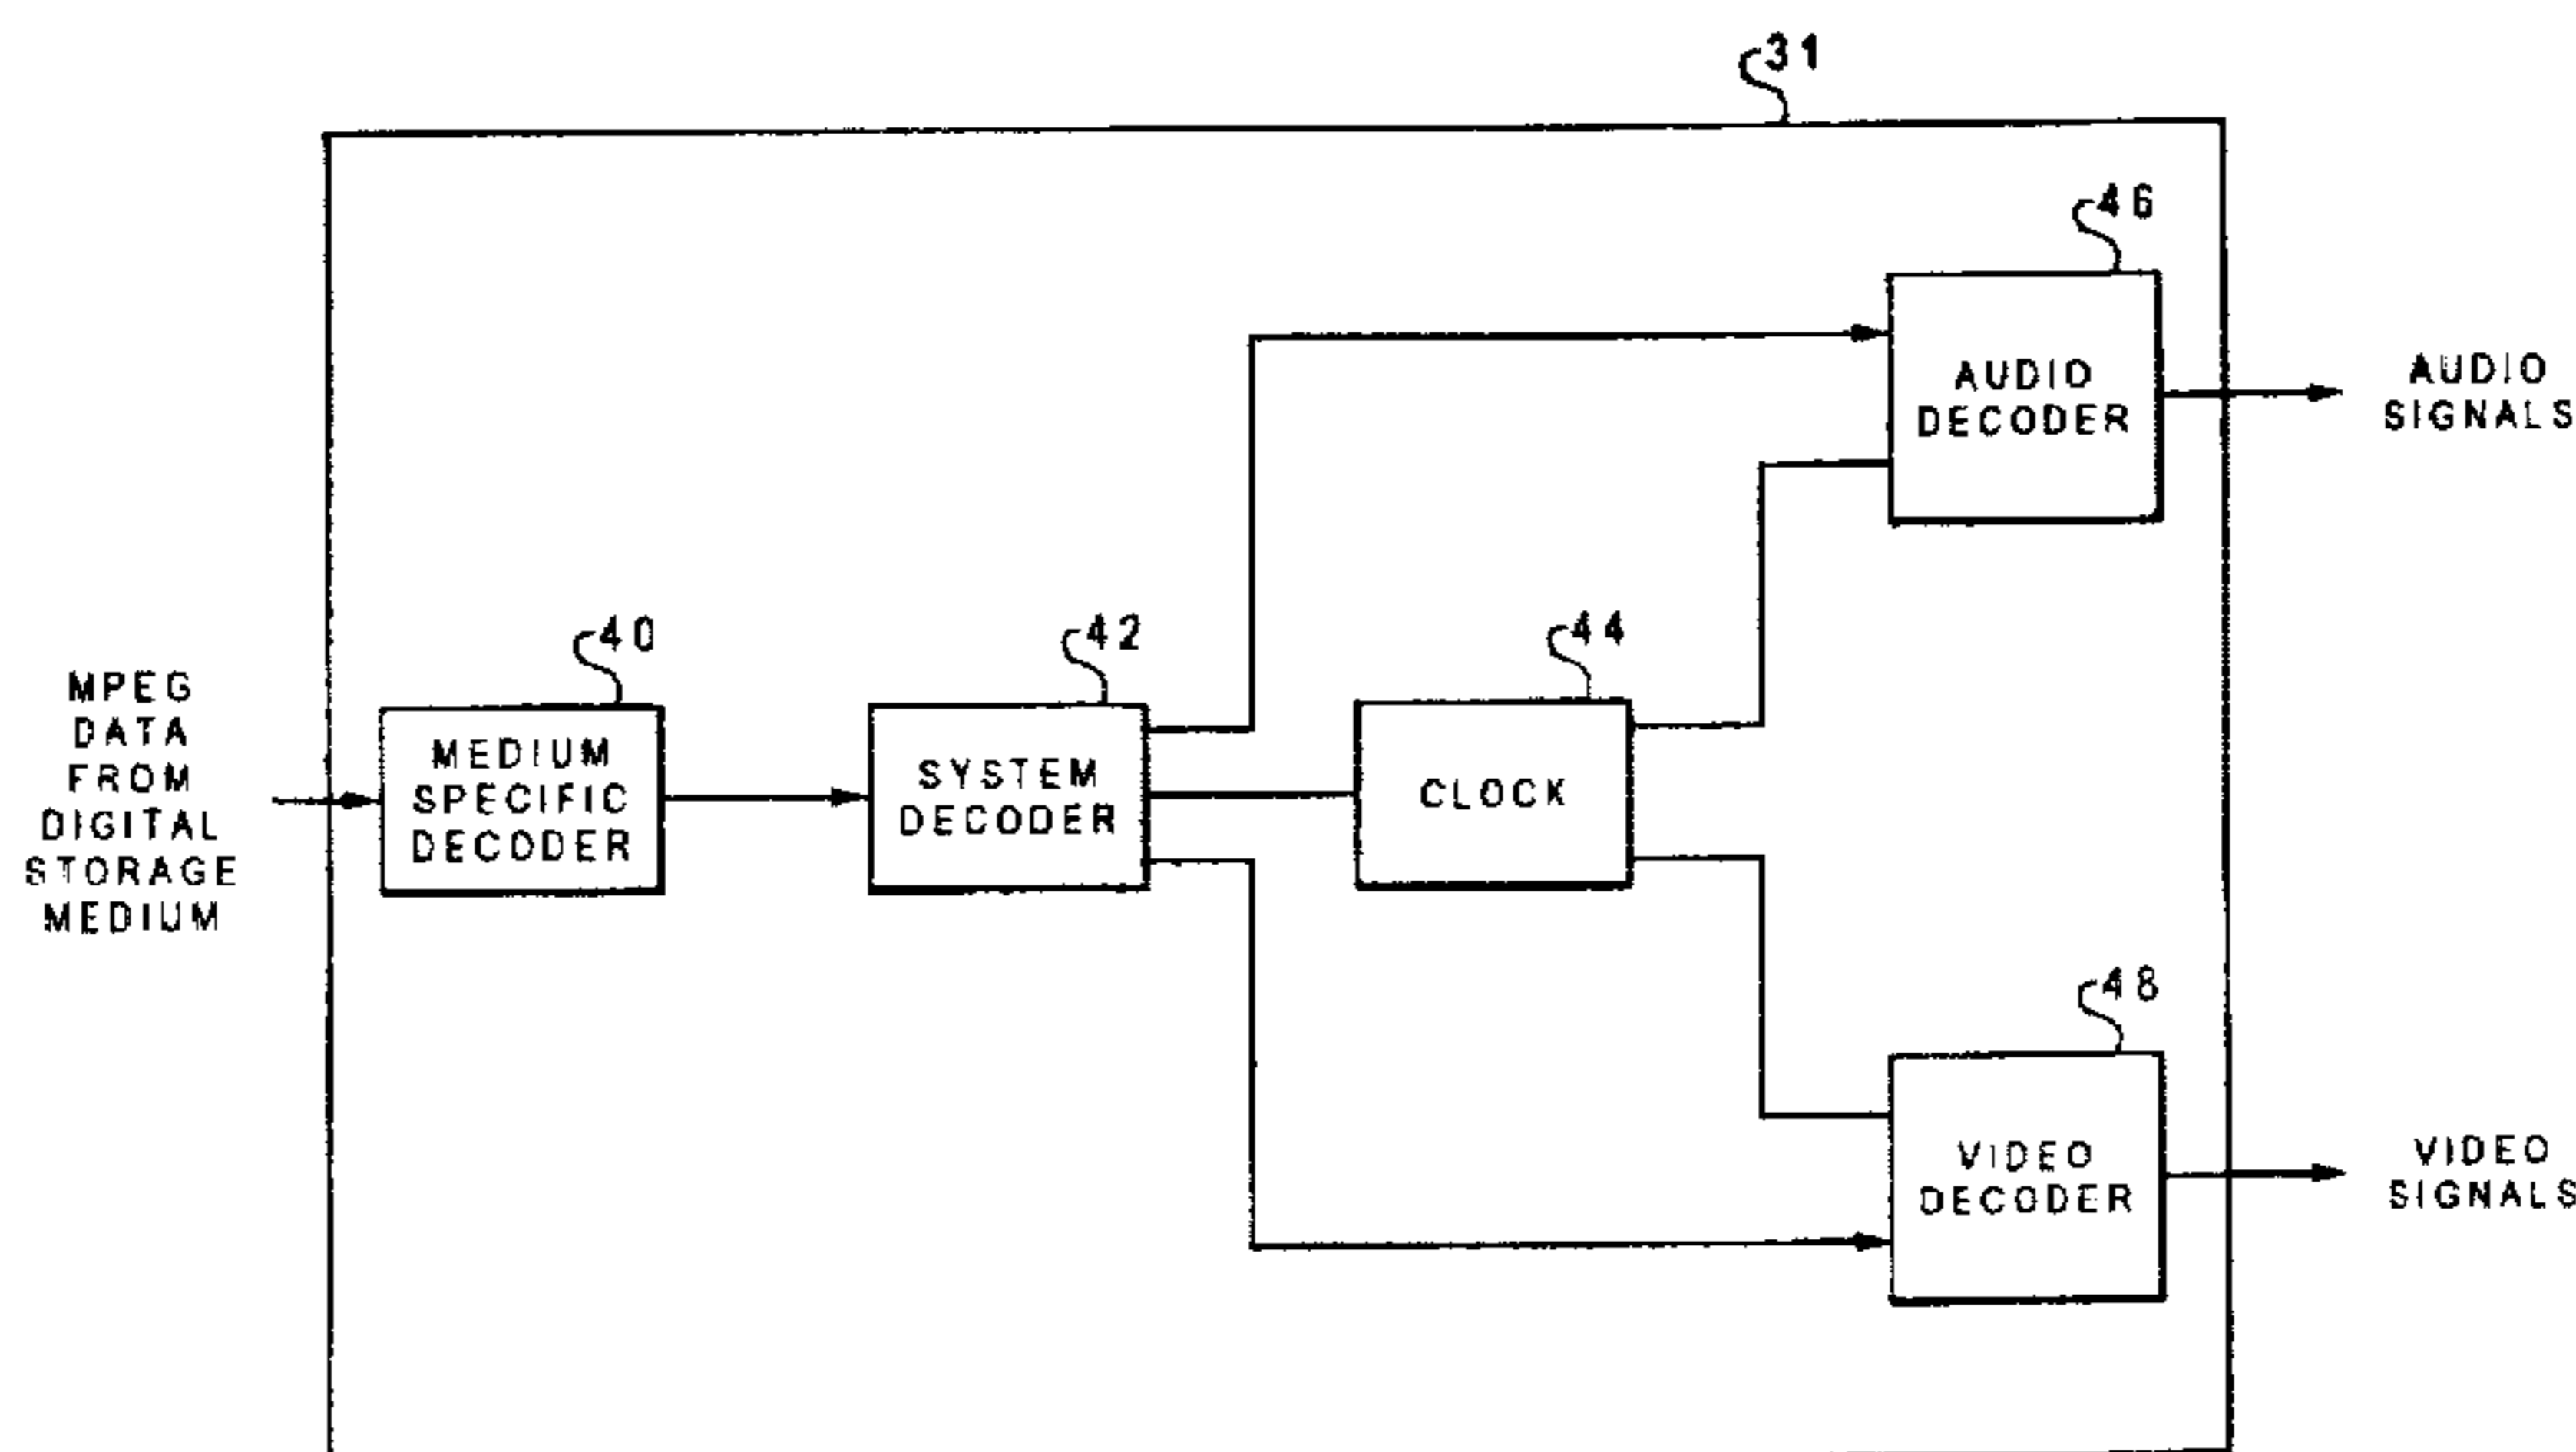 31
46
AUDIO
DECODER
AUDIO
SIGNALS
40
42
44
MPEG
DATA
FROM
DIGITAL
STORAGE
MEDIUM
MEDIUM
SPECIFIC
DECODER
SYSTEM
DECODER
CLOCK
48
VIDEO
DECODER
VIDEO
SIGNALS